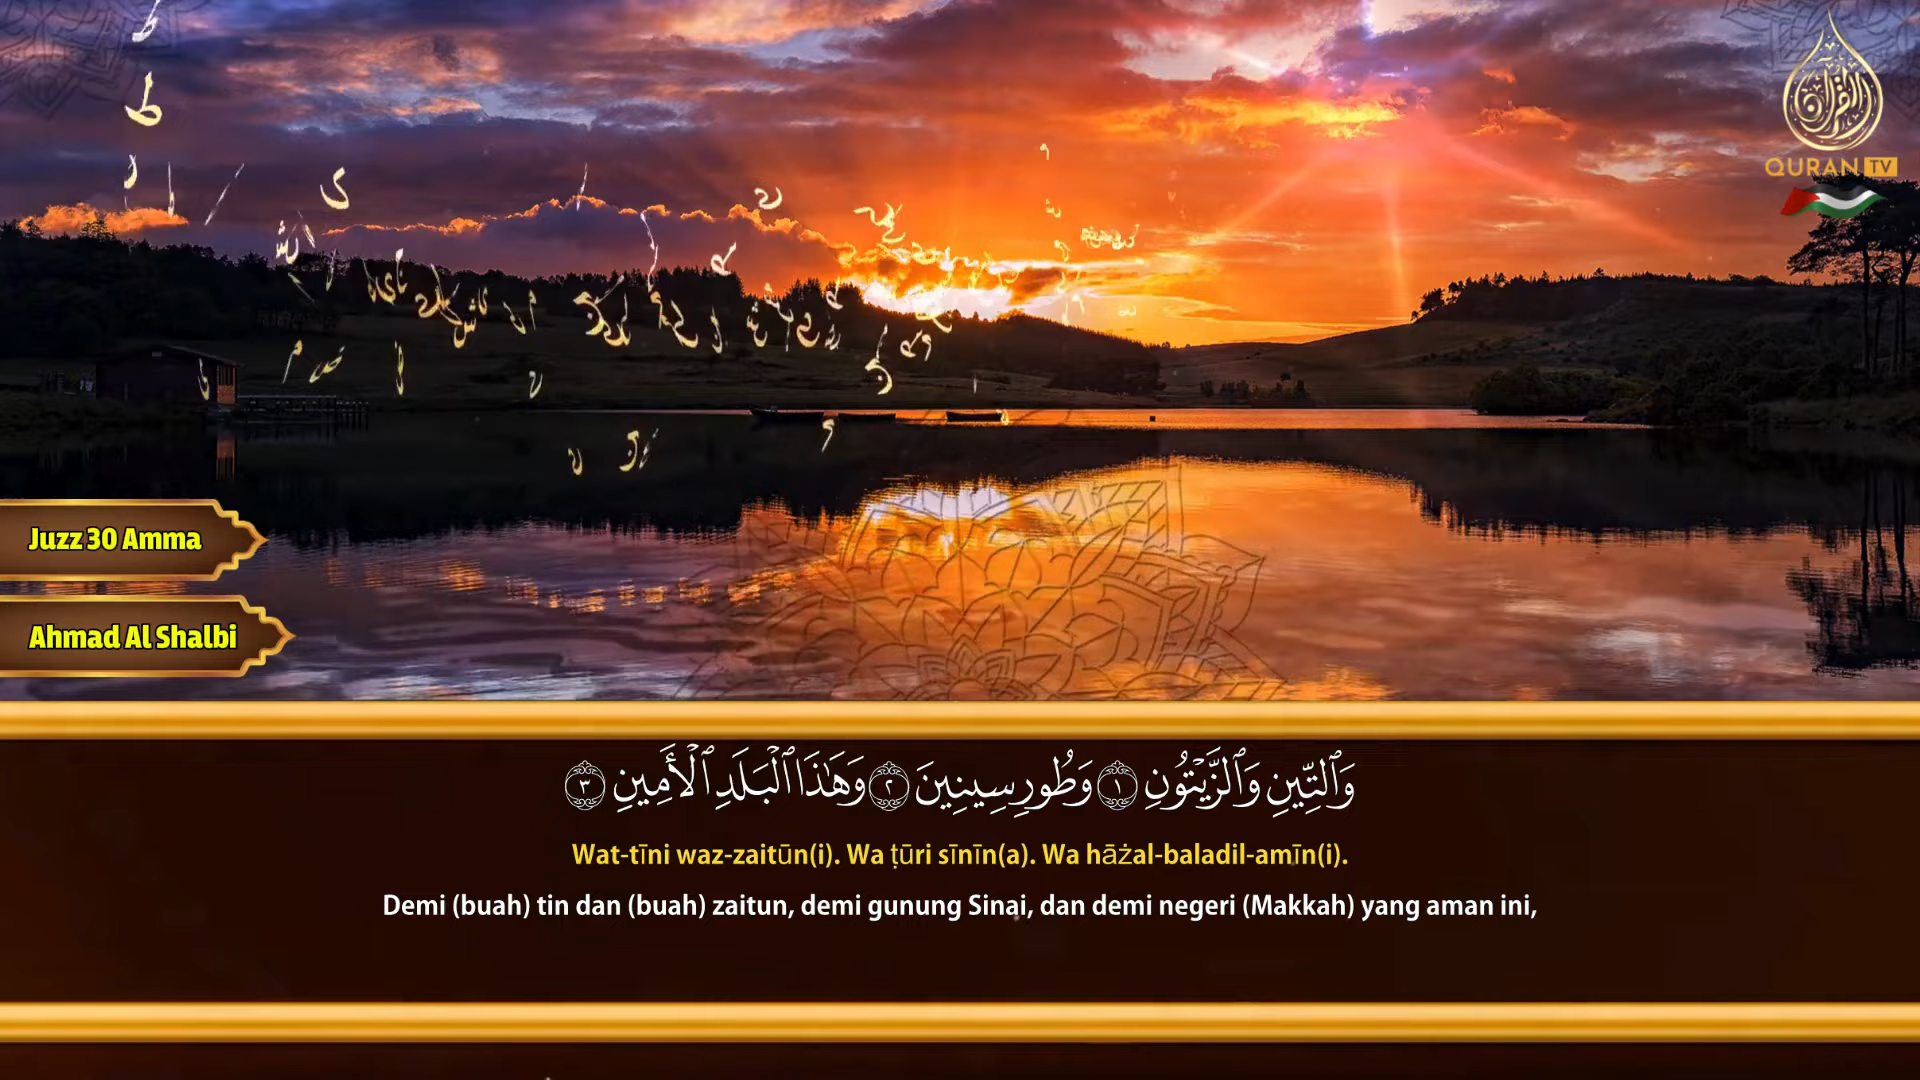 القرآن
QURAN TV
Juzz 30 Amma
Ahmad Al Shalbi
وَٱلتِّينِ وَٱلزَّيۡتُونِ ١ وَطُورِ سِينِينَ ٢ وَهَٰذَا ٱلۡبَلَدِ ٱلۡأَمِينِ ٣
Wat-tīni waz-zaitūn(i). Wa ṭūri sīnīn(a). Wa hāżal-baladil-amīn(i).
Demi (buah) tin dan (buah) zaitun, demi gunung Sinai, dan demi negeri (Makkah) yang aman ini,